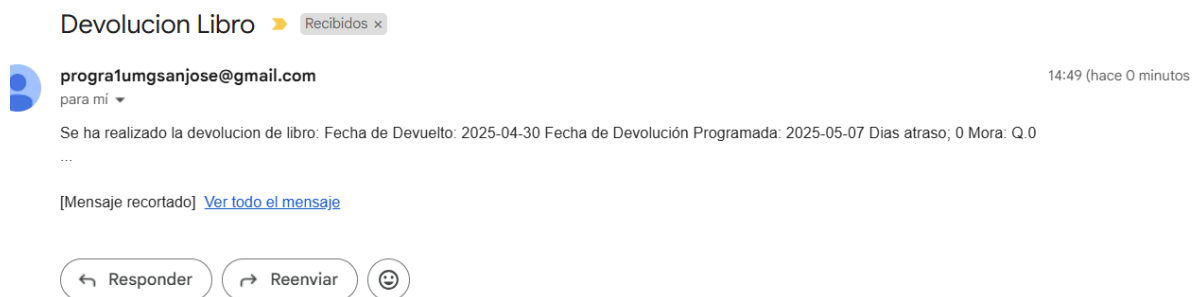 Devolucion Libro Recibidos ×
progra1umgsanjose@gmail.com 14:49 (hace 0 minutos
para mí
Se ha realizado la devolucion de libro: Fecha de Devuelto: 2025-04-30 Fecha de Devolución Programada: 2025-05-07 Dias atraso; 0 Mora: Q.0
...
[Mensaje recortado] Ver todo el mensaje
Responder Reenviar